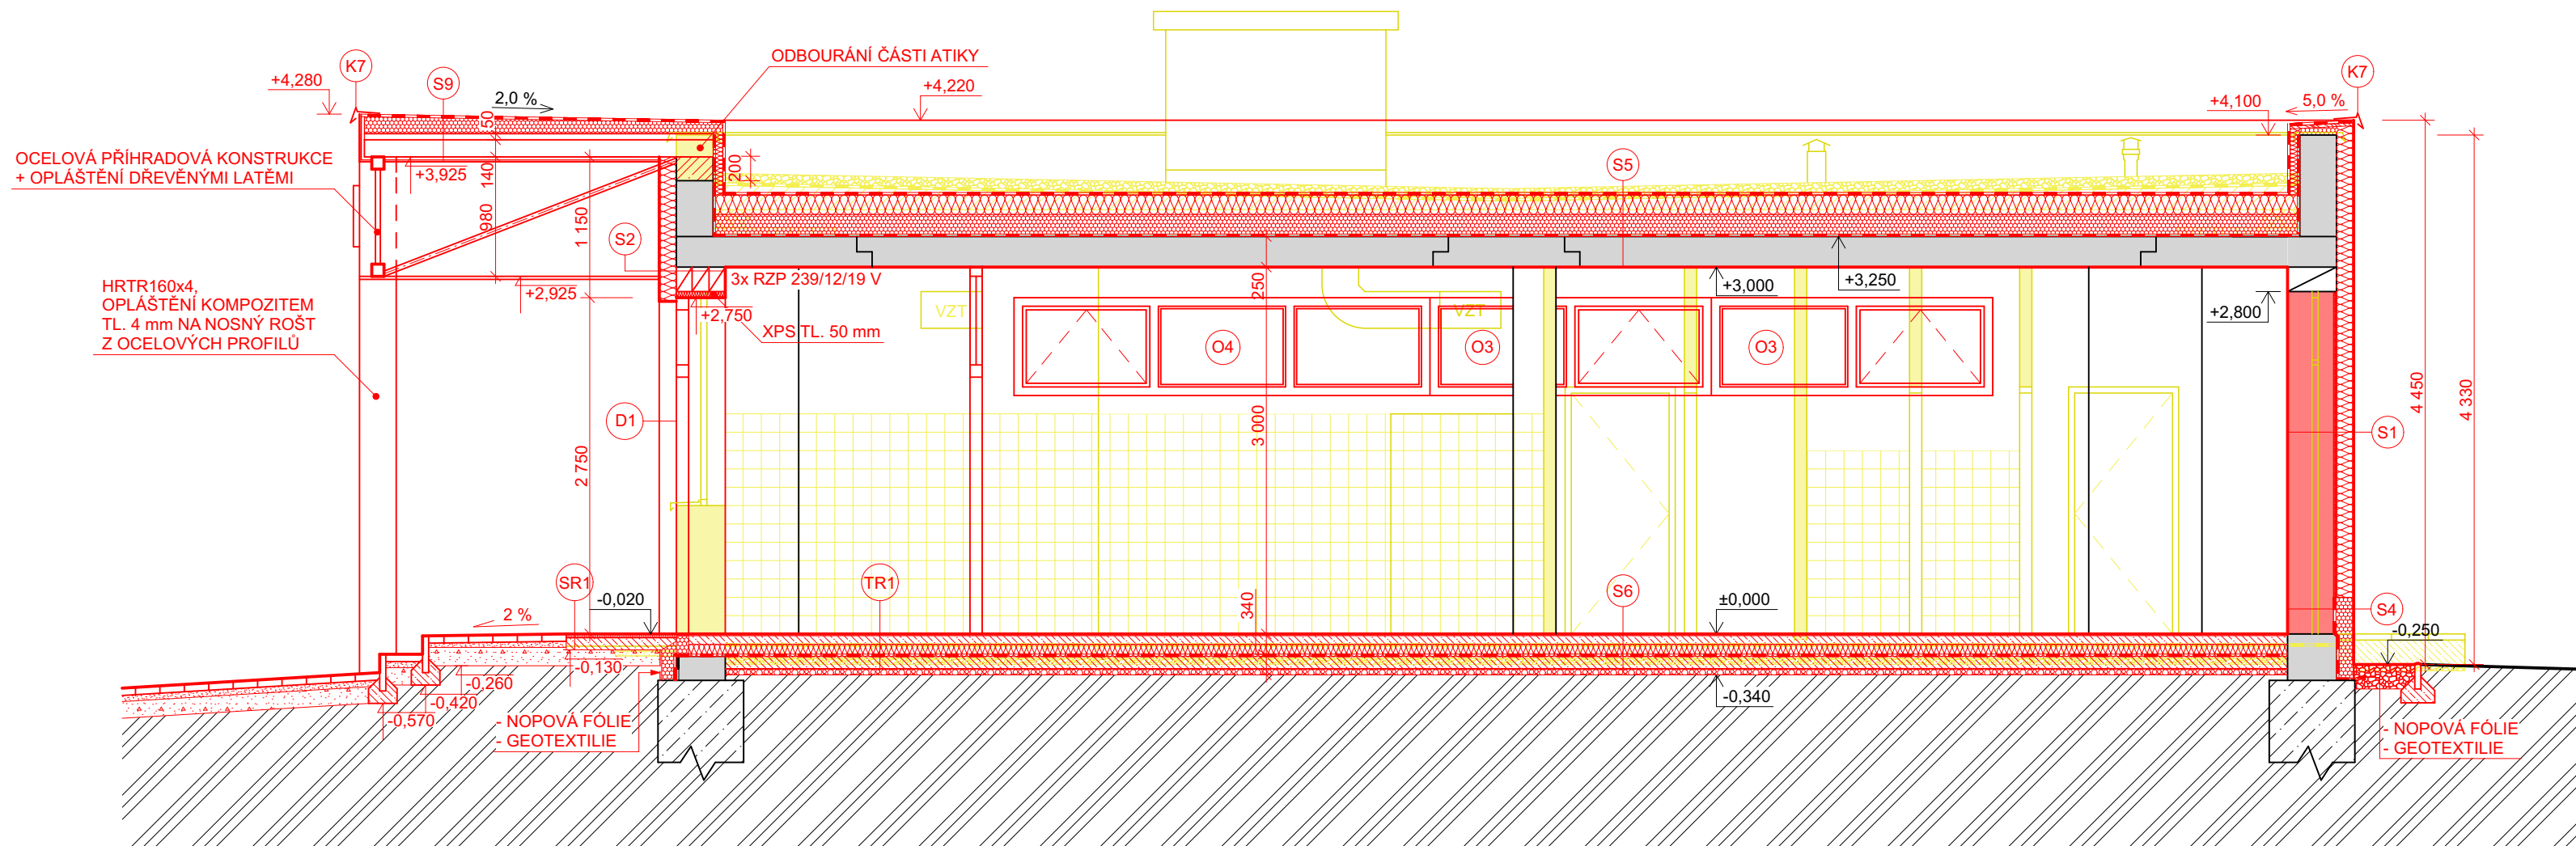 K7
S9
+4,280
2,0 %
ODBOURÁNÍ ČÁSTI ATIKY
+4,220
K7
+4,100
5,0 %
50
OCELOVÁ PŘÍHRADOVÁ KONSTRUKCE
+ OPLÁŠTĚNÍ DŘEVĚNÝMI LATĚMI
+3,925
140
200
S5
980
1 150
S2
3x RZP 239/12/19 V
250
+3,000
+3,250
HRTR160x4,
OPLÁŠTĚNÍ KOMPOZITEM
TL. 4 mm NA NOSNÝ ROŠT
Z OCELOVÝCH PROFILŮ
+2,925
+2,750
XPS TL. 50 mm
VZT
VZT
+2,800
O4
O3
O3
D1
3 000
2 750
4 450
4 330
S1
SR1
TR1
S6
S4
-0,020
340
±0,000
2 %
-0,250
-0,130
-0,260
-0,420
-0,570
-0,340
- NOPOVÁ FÓLIE
- GEOTEXTILIE
- NOPOVÁ FÓLIE
- GEOTEXTILIE